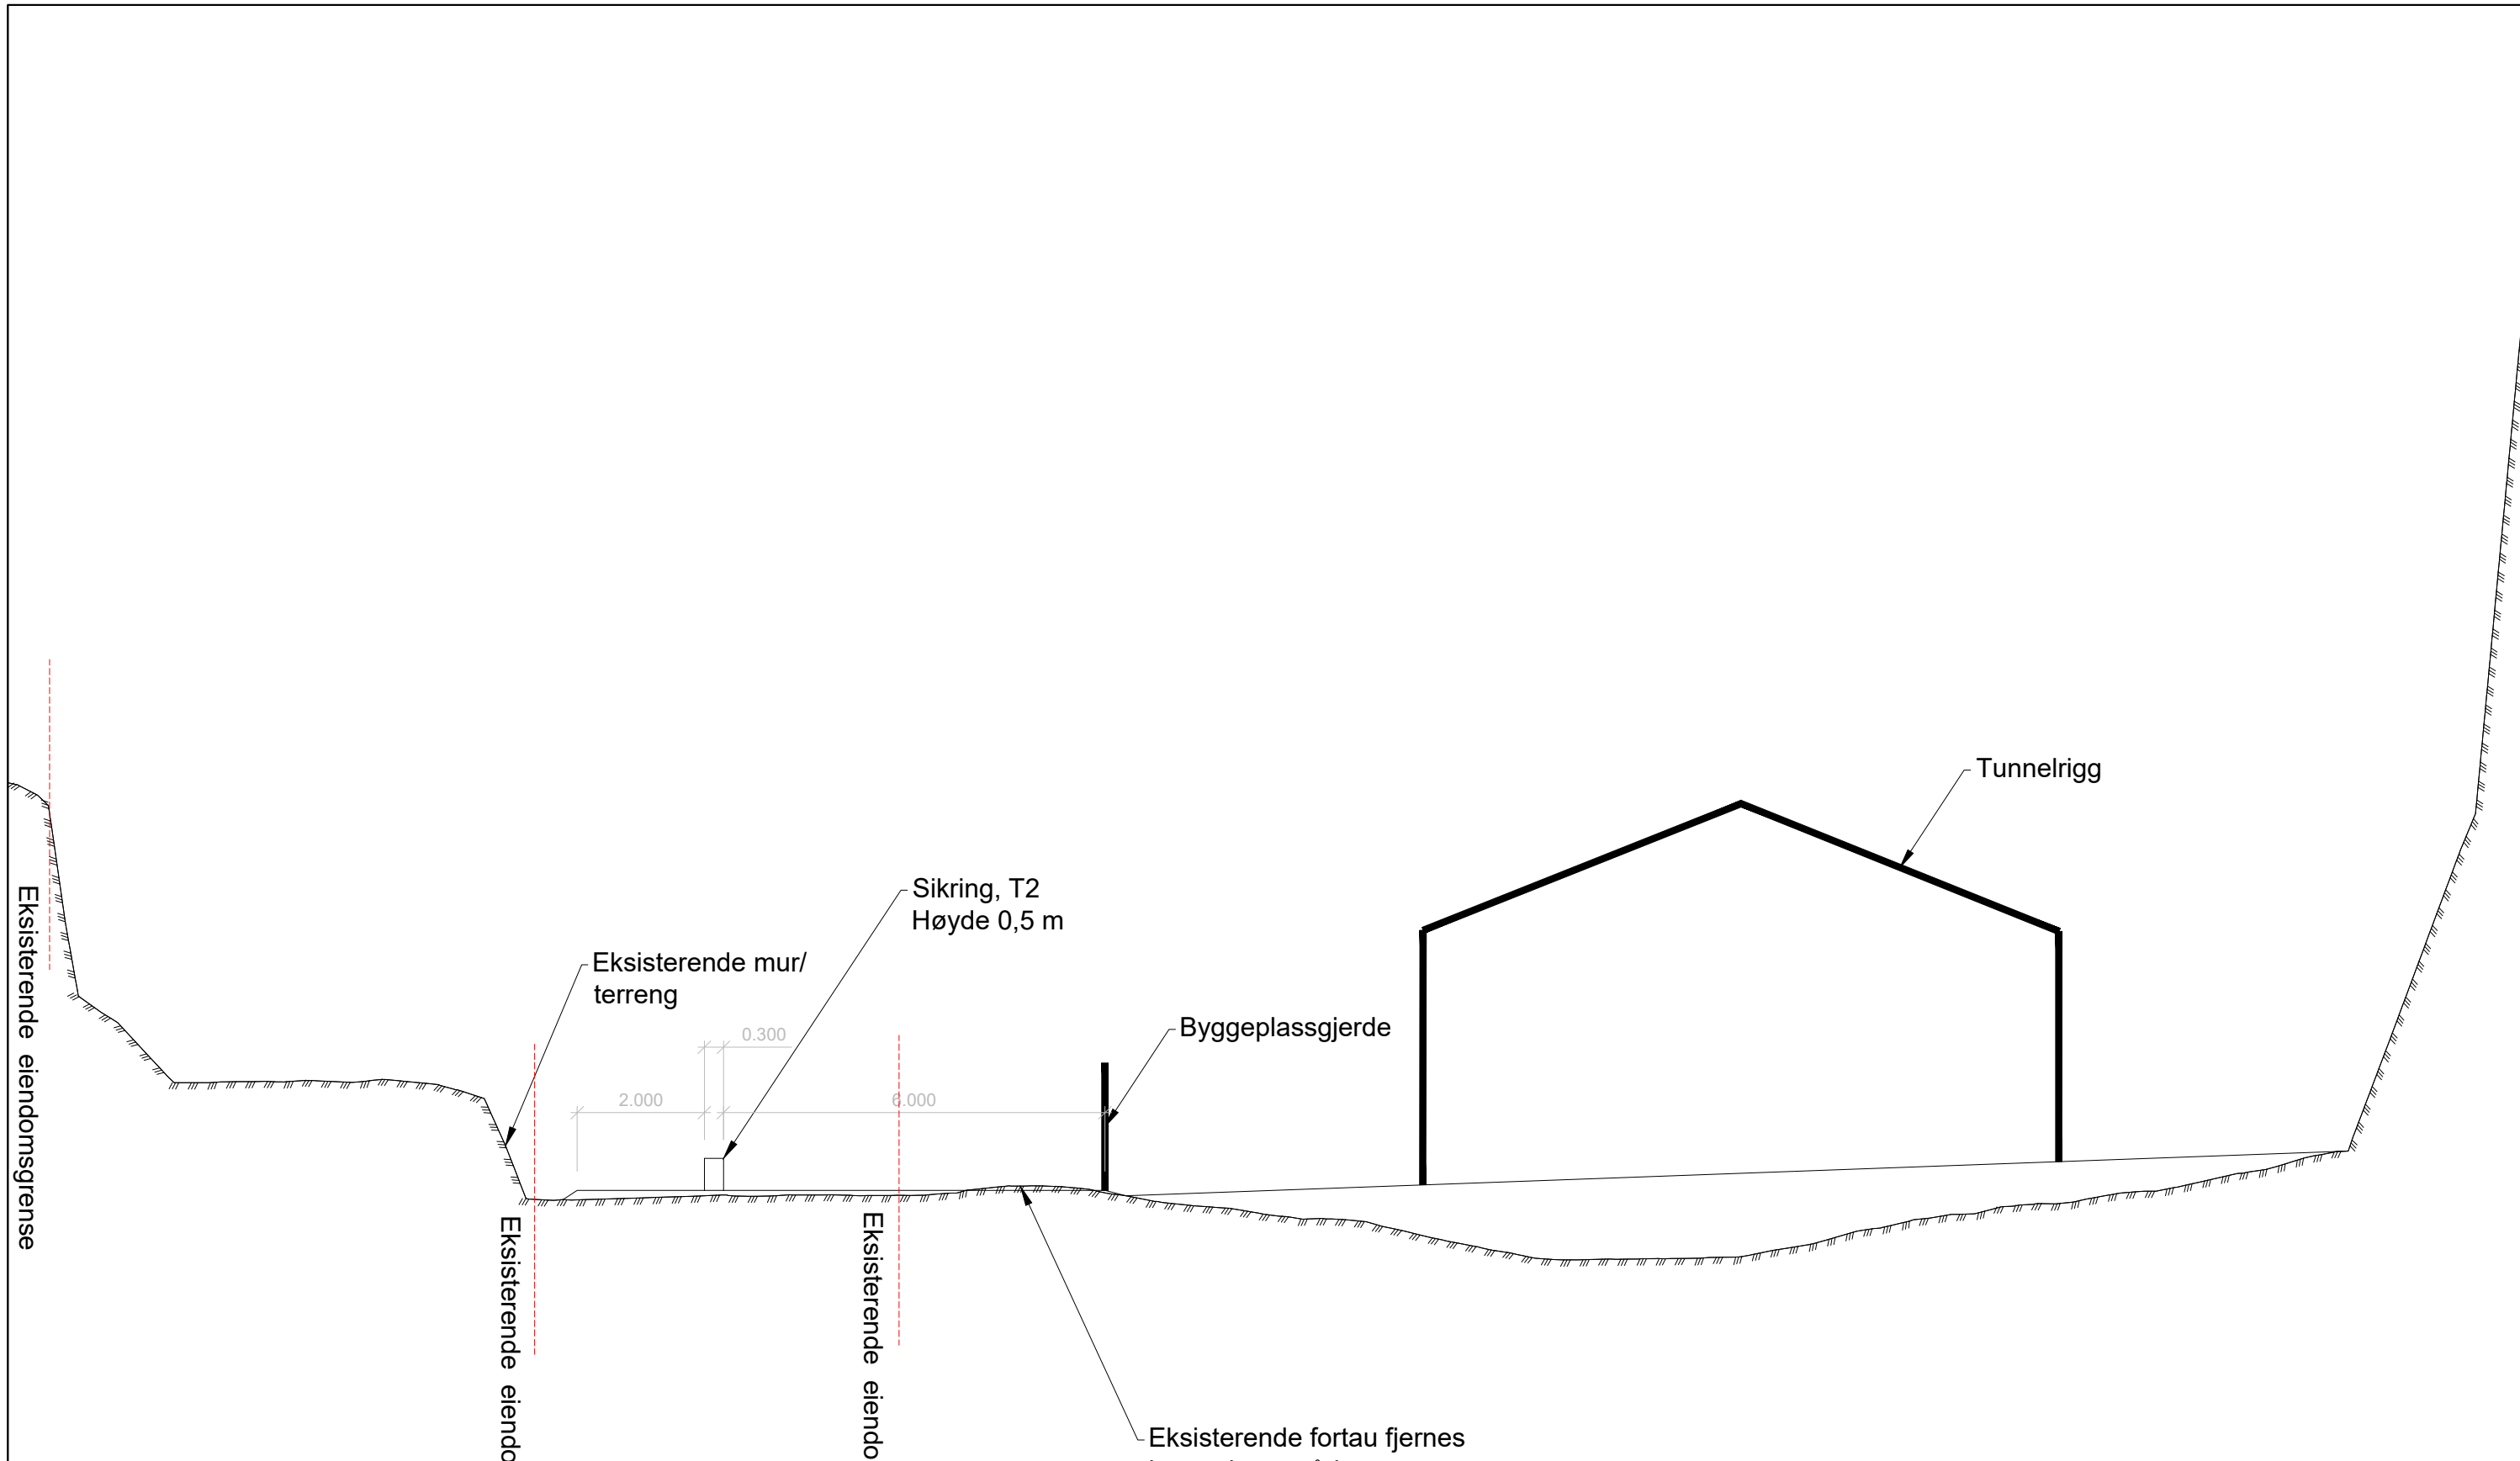 Tunnelrigg
Sikring, T2
Høyde 0,5 m
Eksisterende mur/
terreng
Byggeplassgjerde
0.300
2.000
6.000
Eksisterende eiendomsgrense
Eksisterende
Eksisterende
Eksisterende fortau fjernes